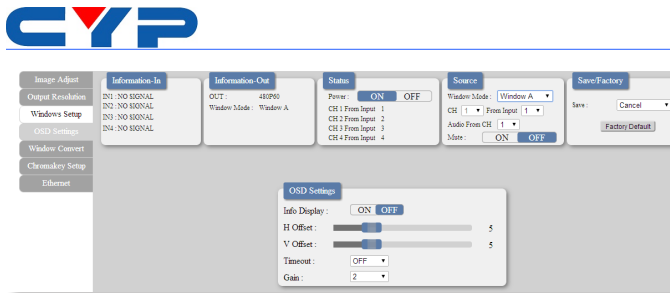 CYP
Image Adjust
Output Resolution
Windows Setup
OSD Settings
Window Convert
Chromakey Setup
Ethernet
Information-In
IN1 : NO SIGNAL
IN2 : NO SIGNAL
IN3 : NO SIGNAL
IN4 : NO SIGNAL
Information-Out
OUT : 480P60
Window Mode : Window A
Status
Power : ON OFF
CH 1 From Input 1
CH 2 From Input 2
CH 3 From Input 3
CH 4 From Input 4
Source
Window Mode : Window A
CH 1 From Input 1
Audio From CH 1
Mute : ON OFF
Save/Factory
Save : Cancel
Factory Default
OSD Settings
Info Display : ON OFF
H Offset : 5
V Offset : 5
Timeout : OFF
Gain : 2